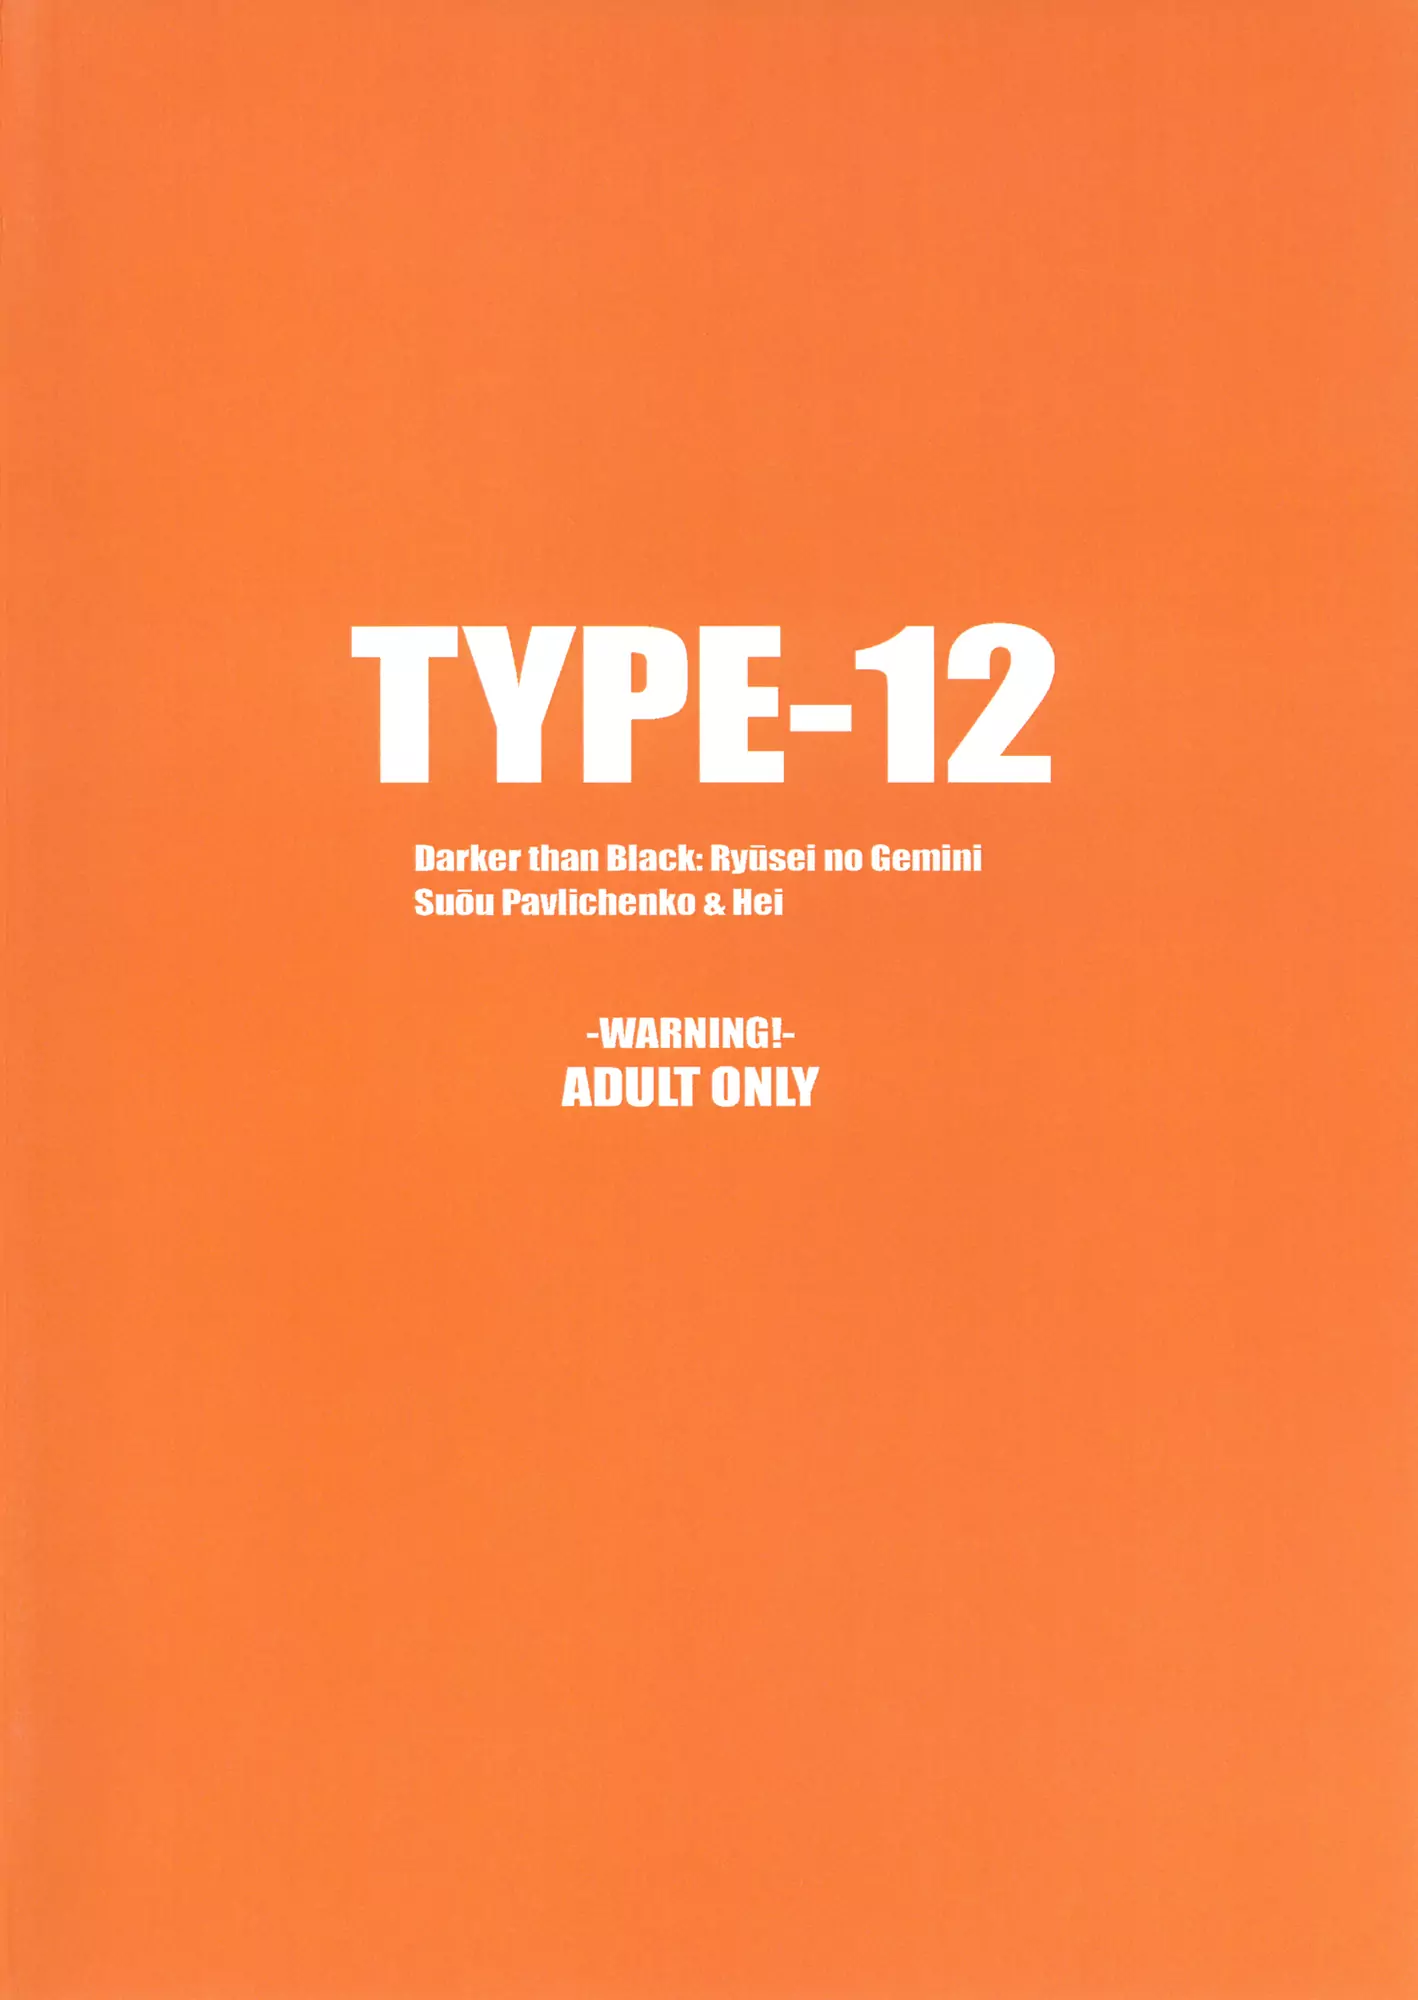 TYPE-12
Darker than Black: Ryūsei no Gemini
Suōu Pavlichenko & Hei
-WARNING!-
ADULT ONLY